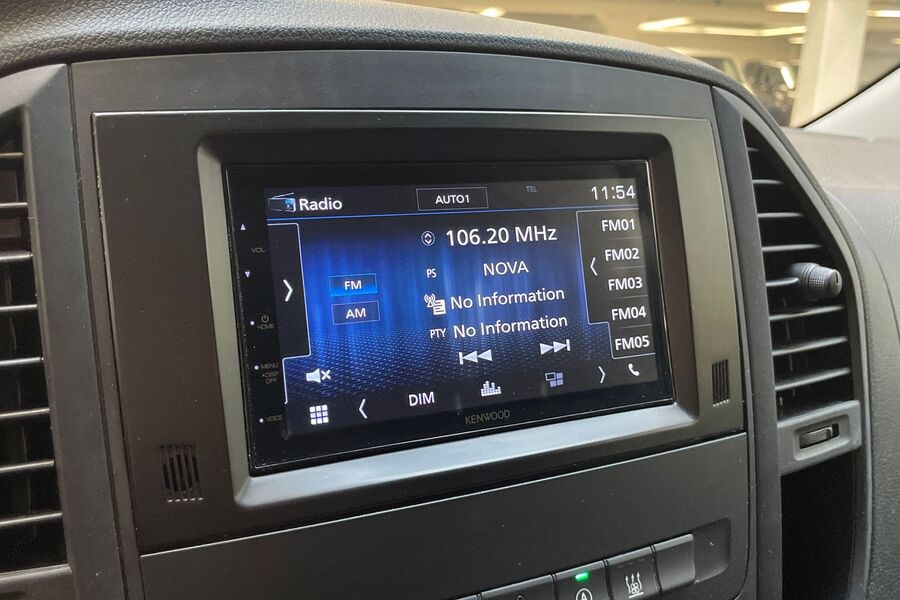 Radio
AUTO1
TEL
11:54
VOL
HOME
MENU
•DISP
OFF
VOICE
FM
AM
106.20 MHz
PS NOVA
No Information
PTY No Information
FM01
FM02
FM03
FM04
FM05
DIM
KENWOOD
A